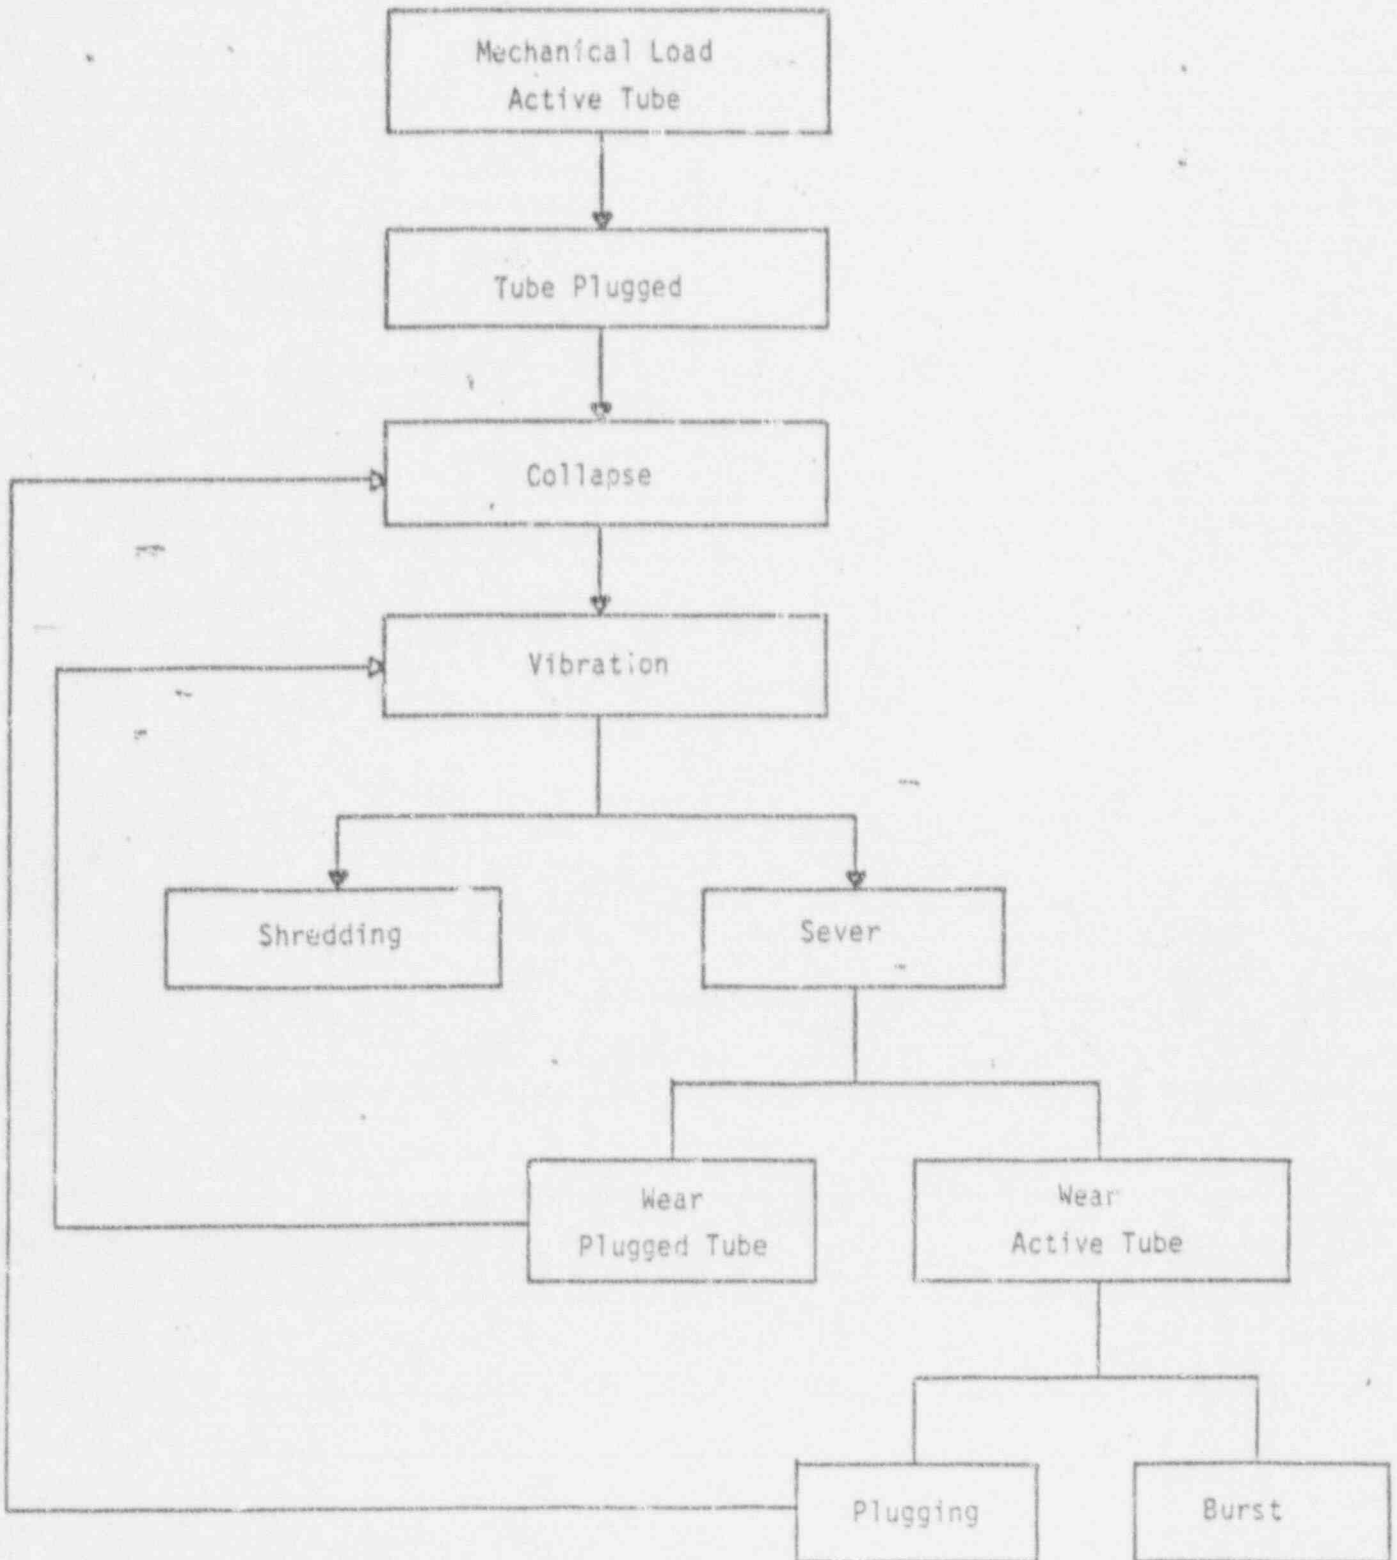 Mechanical Load
Active Tube
Tube Plugged
Collapse
Vibration
Shredding
Sever
Wear
Plugged Tube
Wear
Active Tube
Plugging
Burst